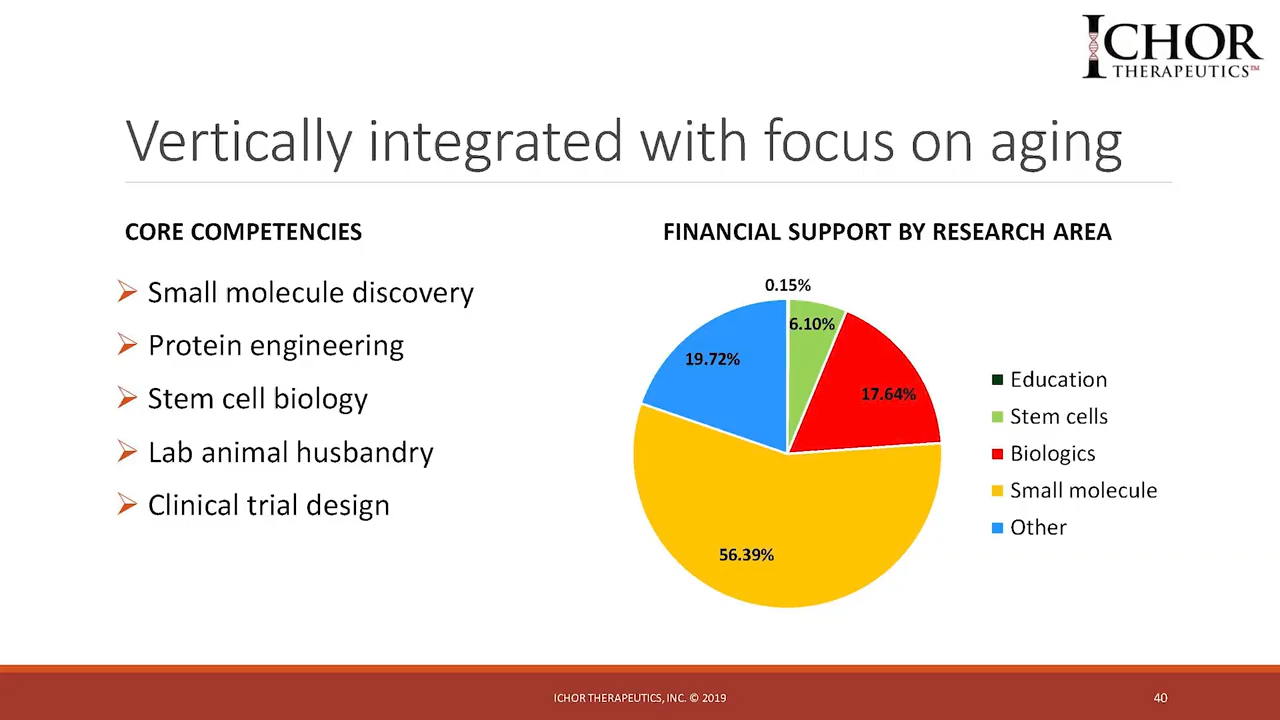 ICHOR
THERAPEUTICS™
Vertically integrated with focus on aging
CORE COMPETENCIES
Small molecule discovery
Protein engineering
Stem cell biology
Lab animal husbandry
Clinical trial design
FINANCIAL SUPPORT BY RESEARCH AREA
0.15%
6.10%
19.72%
17.64%
56.39%
Education
Stem cells
Biologics
Small molecule
Other
ICHOR THERAPEUTICS, INC. © 2019
40